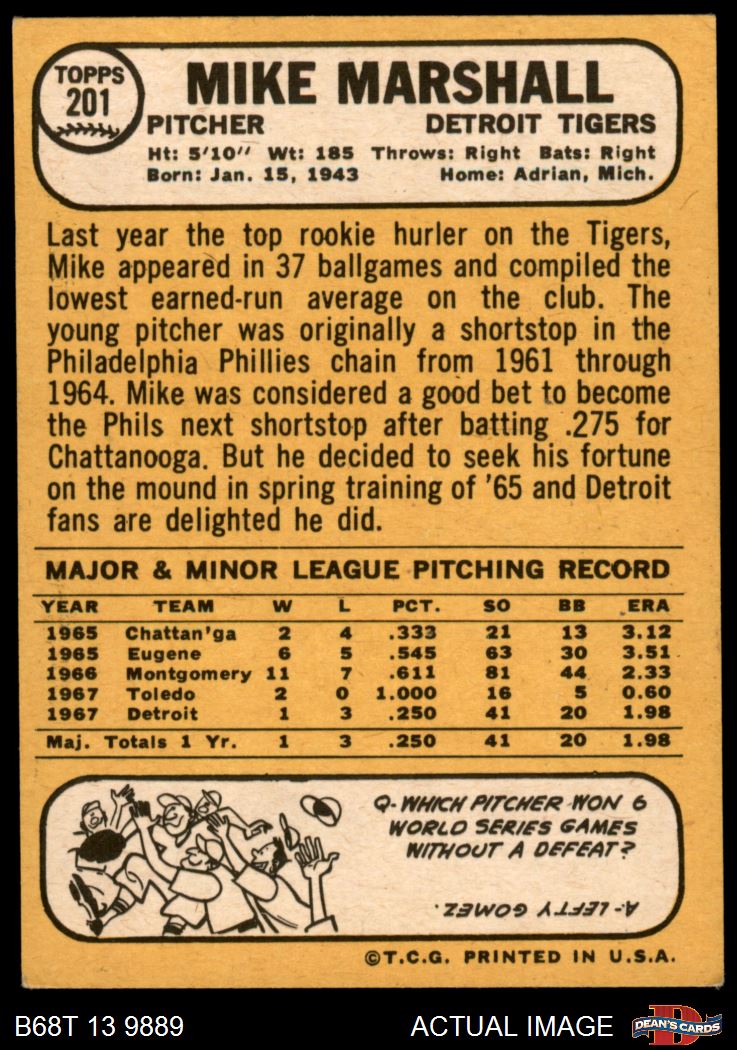 TOPPS
201
MIKE MARSHALL
PITCHER DETROIT TIGERS
Ht: 5'10" Wt: 185 Throws: Right Bats: Right
Born: Jan. 15, 1943 Home: Adrian, Mich.
Last year the top rookie hurler on the Tigers,
Mike appeared in 37 ballgames and compiled the
lowest earned-run average on the club. The
young pitcher was originally a shortstop in the
Philadelphia Phillies chain from 1961 through
1964. Mike was considered a good bet to become
the Phils next shortstop after batting .275 for
Chattanooga. But he decided to seek his fortune
on the mound in spring training of '65 and Detroit
fans are delighted he did.
MAJOR & MINOR LEAGUE PITCHING RECORD
YEAR TEAM W L PCT. SO BB ERA
1965 Chattan'ga 2 4 .333 21 13 3.12
1965 Eugene 6 5 .545 63 30 3.51
1966 Montgomery 11 7 .611 81 44 2.33
1967 Toledo 2 0 1.000 16 5 0.60
1967 Detroit 1 3 .250 41 20 1.98
Maj. Totals 1 Yr. 1 3 .250 41 20 1.98
Q-WHICH PITCHER WON 6
WORLD SERIES GAMES
WITHOUT A DEFEAT?
A-LEFTY GOMEZ.
©T.C.G. PRINTED IN U.S.A.
B68T 13 9889 ACTUAL IMAGE DEAN'S CARDS